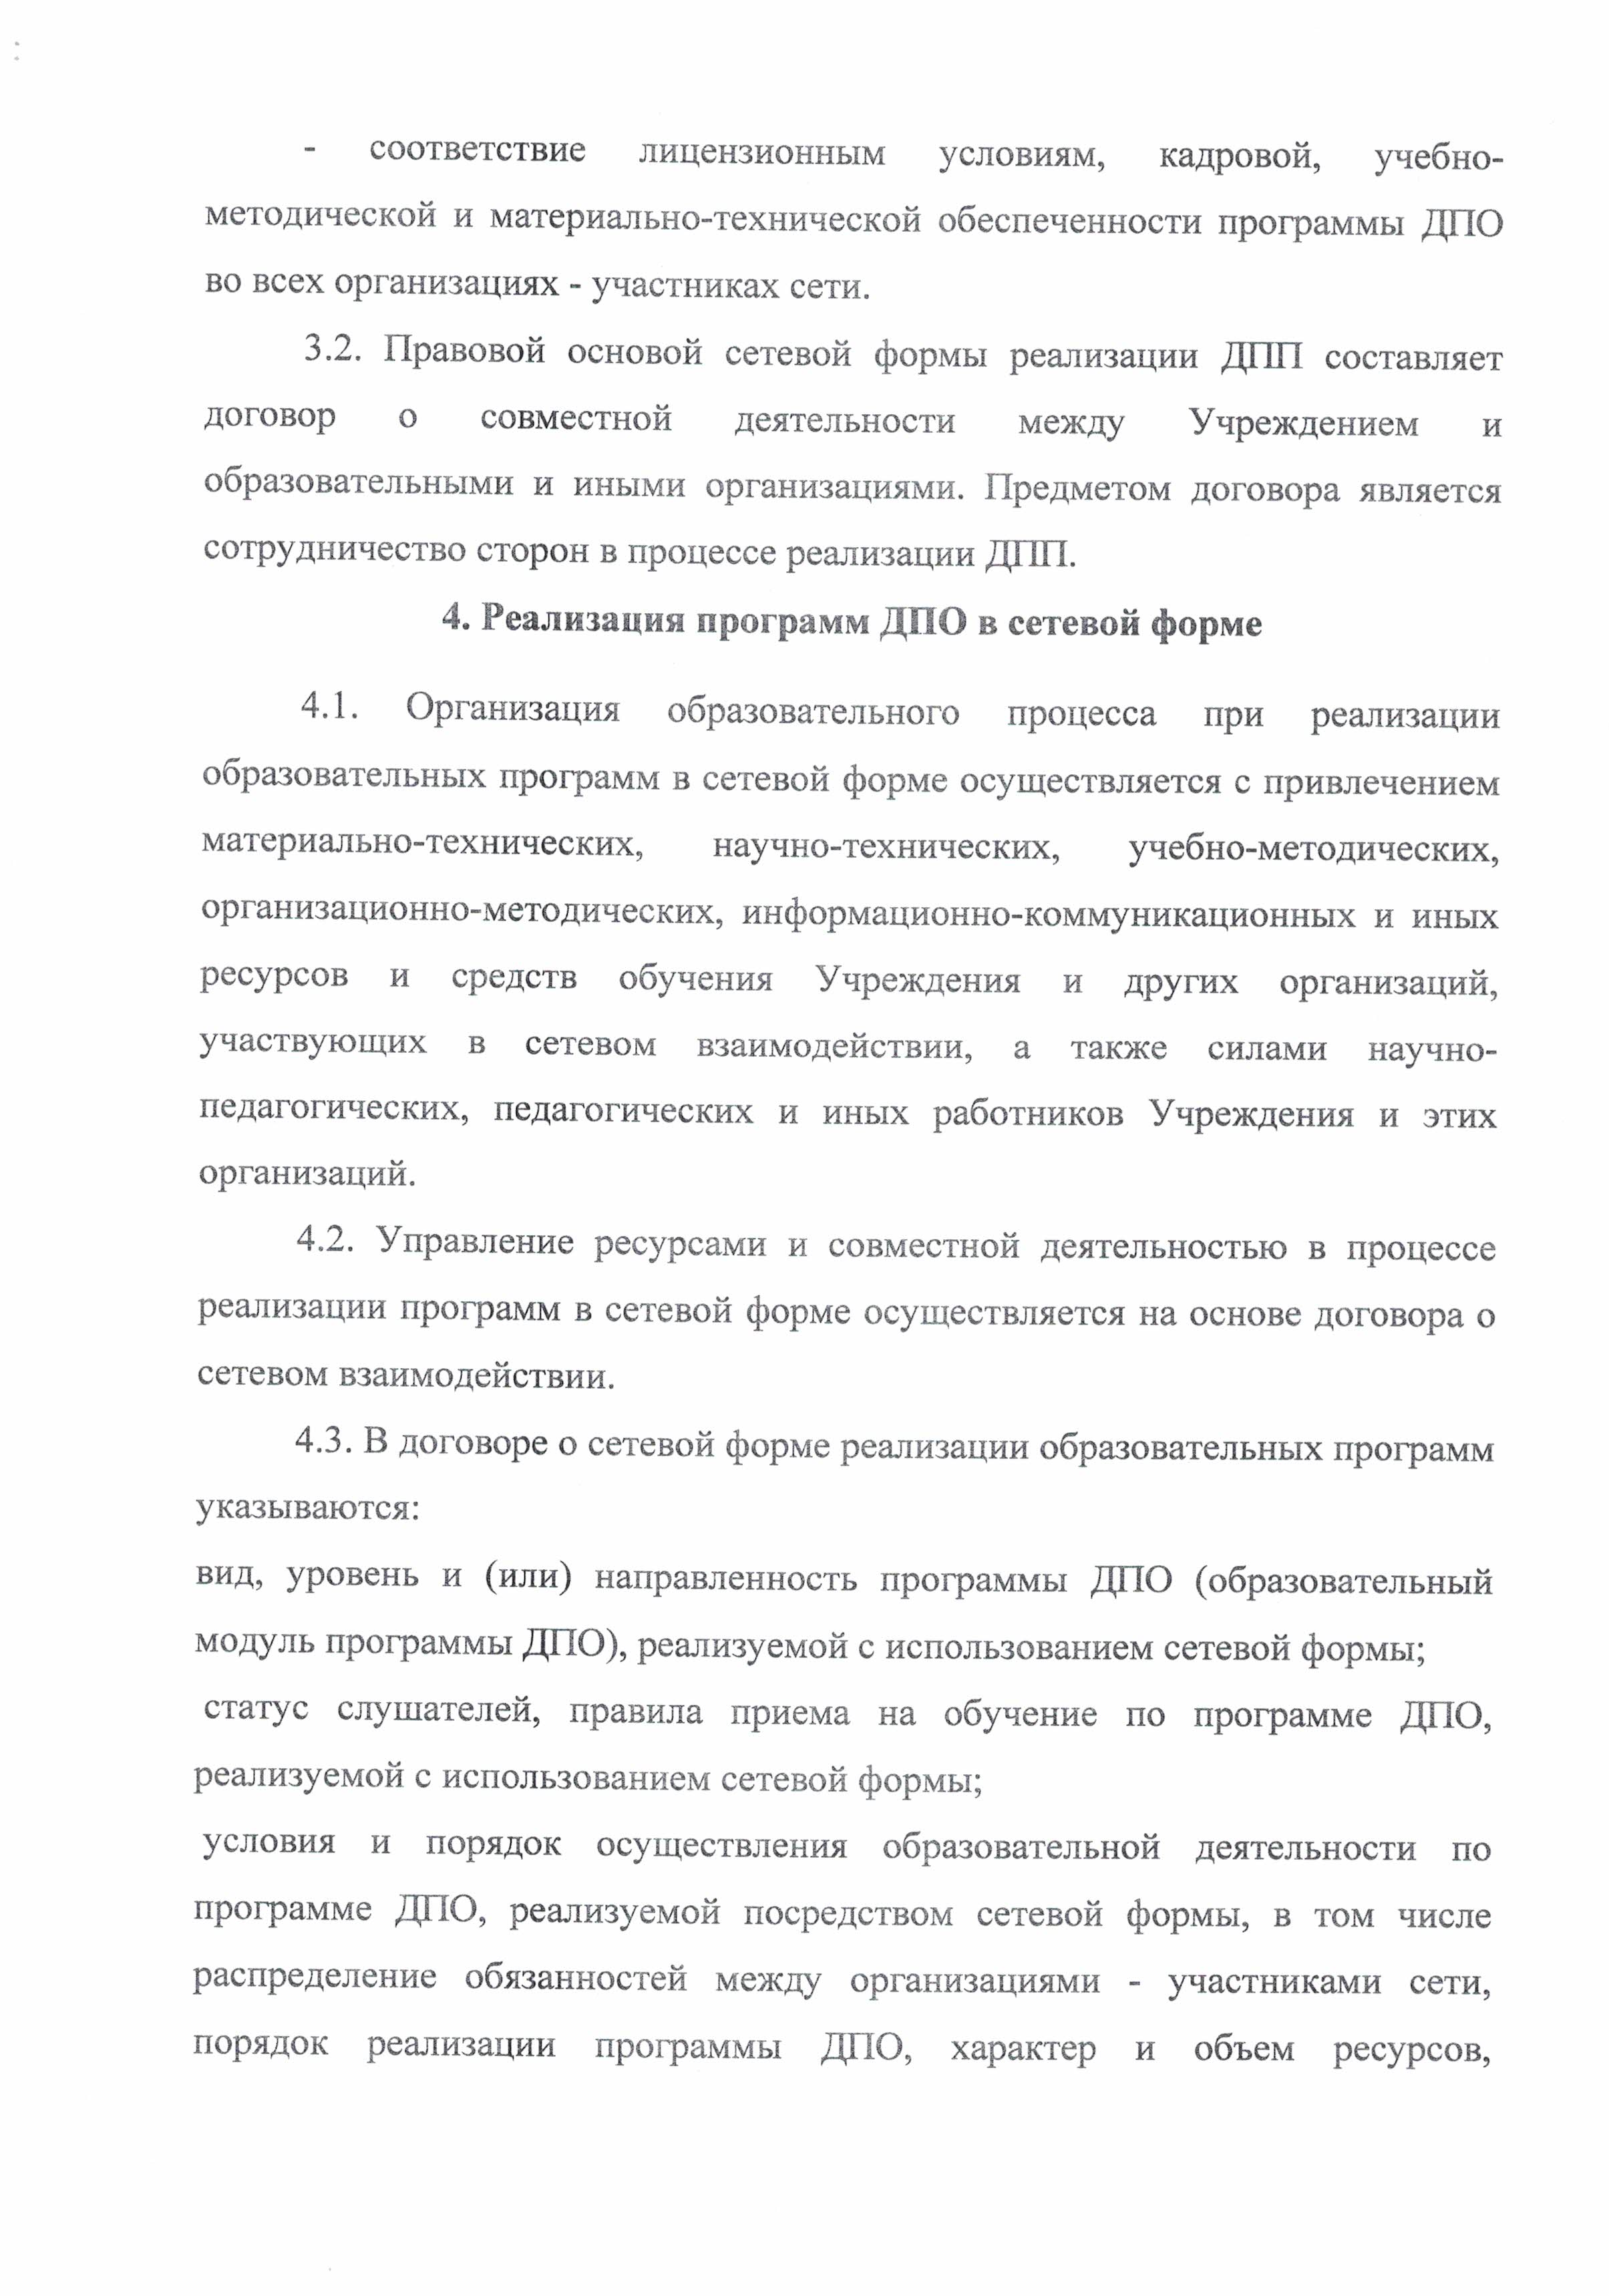 - соответствие лицензионным условиям, кадровой, учебно-
методической и материально-технической обеспеченности программы ДПО
во всех организациях - участниках сети.
3.2. Правовой основой сетевой формы реализации ДПП составляет
договор о совместной деятельности между Учреждением и
образовательными и иными организациями. Предметом договора является
сотрудничество сторон в процессе реализации ДПП.
4. Реализация программ ДПО в сетевой форме
4.1. Организация образовательного процесса при реализации
образовательных программ в сетевой форме осуществляется с привлечением
материально-технических, научно-технических, учебно-методических,
организационно-методических, информационно-коммуникационных и иных
ресурсов и средств обучения Учреждения и других организаций,
участвующих в сетевом взаимодействии, а также силами научно-
педагогических, педагогических и иных работников Учреждения и этих
организаций.
4.2. Управление ресурсами и совместной деятельностью в процессе
реализации программ в сетевой форме осуществляется на основе договора о
сетевом взаимодействии.
4.3. В договоре о сетевой форме реализации образовательных программ
указываются:
вид, уровень и (или) направленность программы ДПО (образовательный
модуль программы ДПО), реализуемой с использованием сетевой формы;
статус слушателей, правила приема на обучение по программе ДПО,
реализуемой с использованием сетевой формы;
условия и порядок осуществления образовательной деятельности по
программе ДПО, реализуемой посредством сетевой формы, в том числе
распределение обязанностей между организациями - участниками сети,
порядок реализации программы ДПО, характер и объем ресурсов,